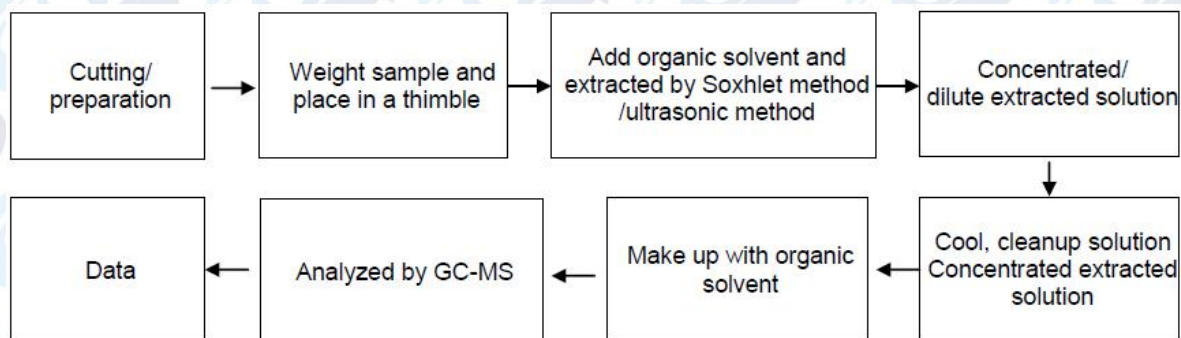 Cutting/
preparation
Weight sample and
place in a thimble
Add organic solvent and
extracted by Soxhlet method
/ultrasonic method
Concentrated/
dilute extracted solution
Cool, cleanup solution
Concentrated extracted
solution
Make up with organic
solvent
Analyzed by GC-MS
Data